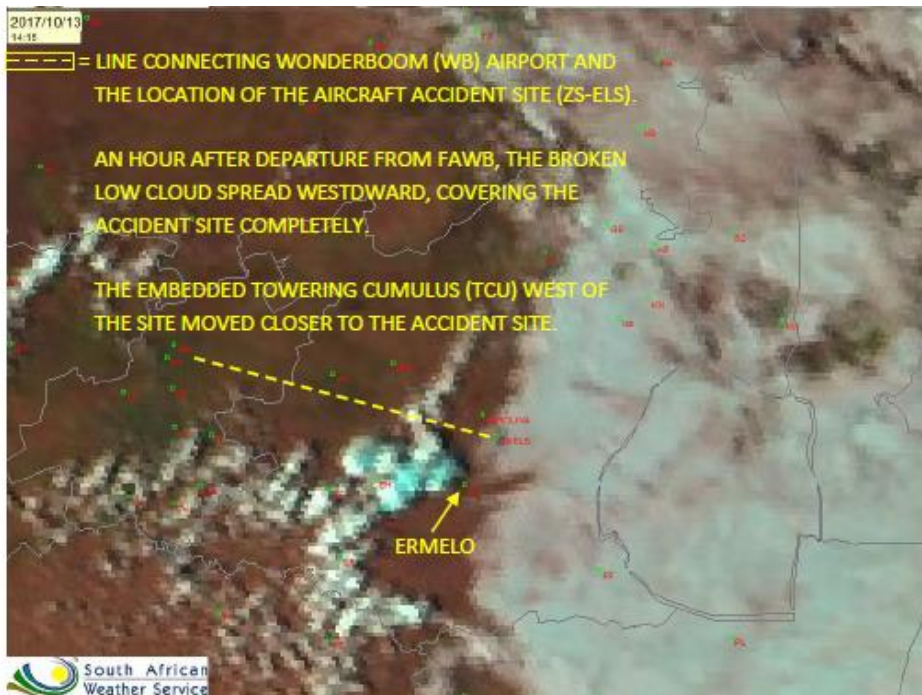 2017/10/13
14:15
= LINE CONNECTING WONDERBOOM (WB) AIRPORT AND
THE LOCATION OF THE AIRCRAFT ACCIDENT SITE (ZS-ELS).
AN HOUR AFTER DEPARTURE FROM FAWB, THE BROKEN
LOW CLOUD SPREAD WESTDWARD, COVERING THE
ACCIDENT SITE COMPLETELY.
THE EMBEDDED TOWERING CUMULUS (TCU) WEST OF
THE SITE MOVED CLOSER TO THE ACCIDENT SITE.
EH
ERMELO
South African
Weather Service